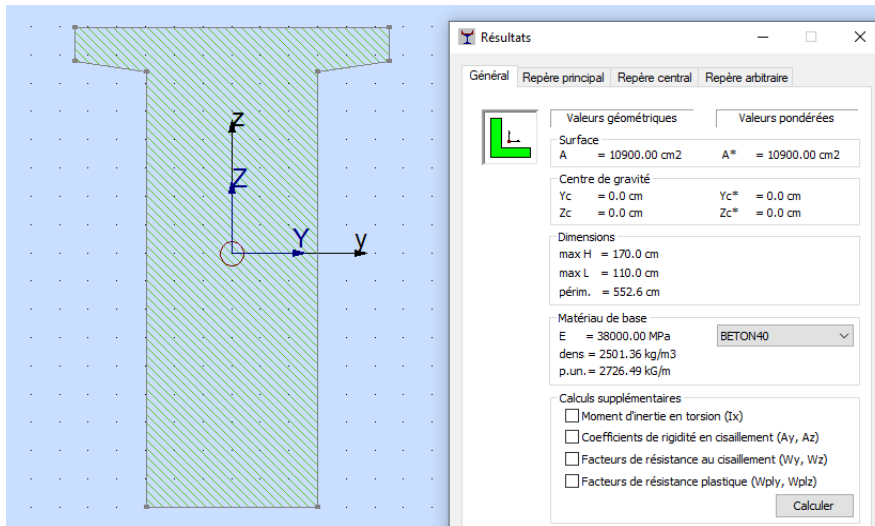 z
Z
Y
y
Résultats
Général Repère principal Repère central Repère arbitraire
Valeurs géométriques Valeurs pondérées
Surface
A = 10900.00 cm2 A* = 10900.00 cm2
Centre de gravité
Yc = 0.0 cm Yc* = 0.0 cm
Zc = 0.0 cm Zc* = 0.0 cm
Dimensions
max H = 170.0 cm
max L = 110.0 cm
périm. = 552.6 cm
Matériau de base
E = 38000.00 MPa BETON40
dens = 2501.36 kg/m3
p.un. = 2726.49 kG/m
Calculs supplémentaires
Moment d'inertie en torsion (Ix)
Coefficients de rigidité en cisaillement (Ay, Az)
Facteurs de résistance au cisaillement (Wy, Wz)
Facteurs de résistance plastique (Wply, Wplz)
Calculer